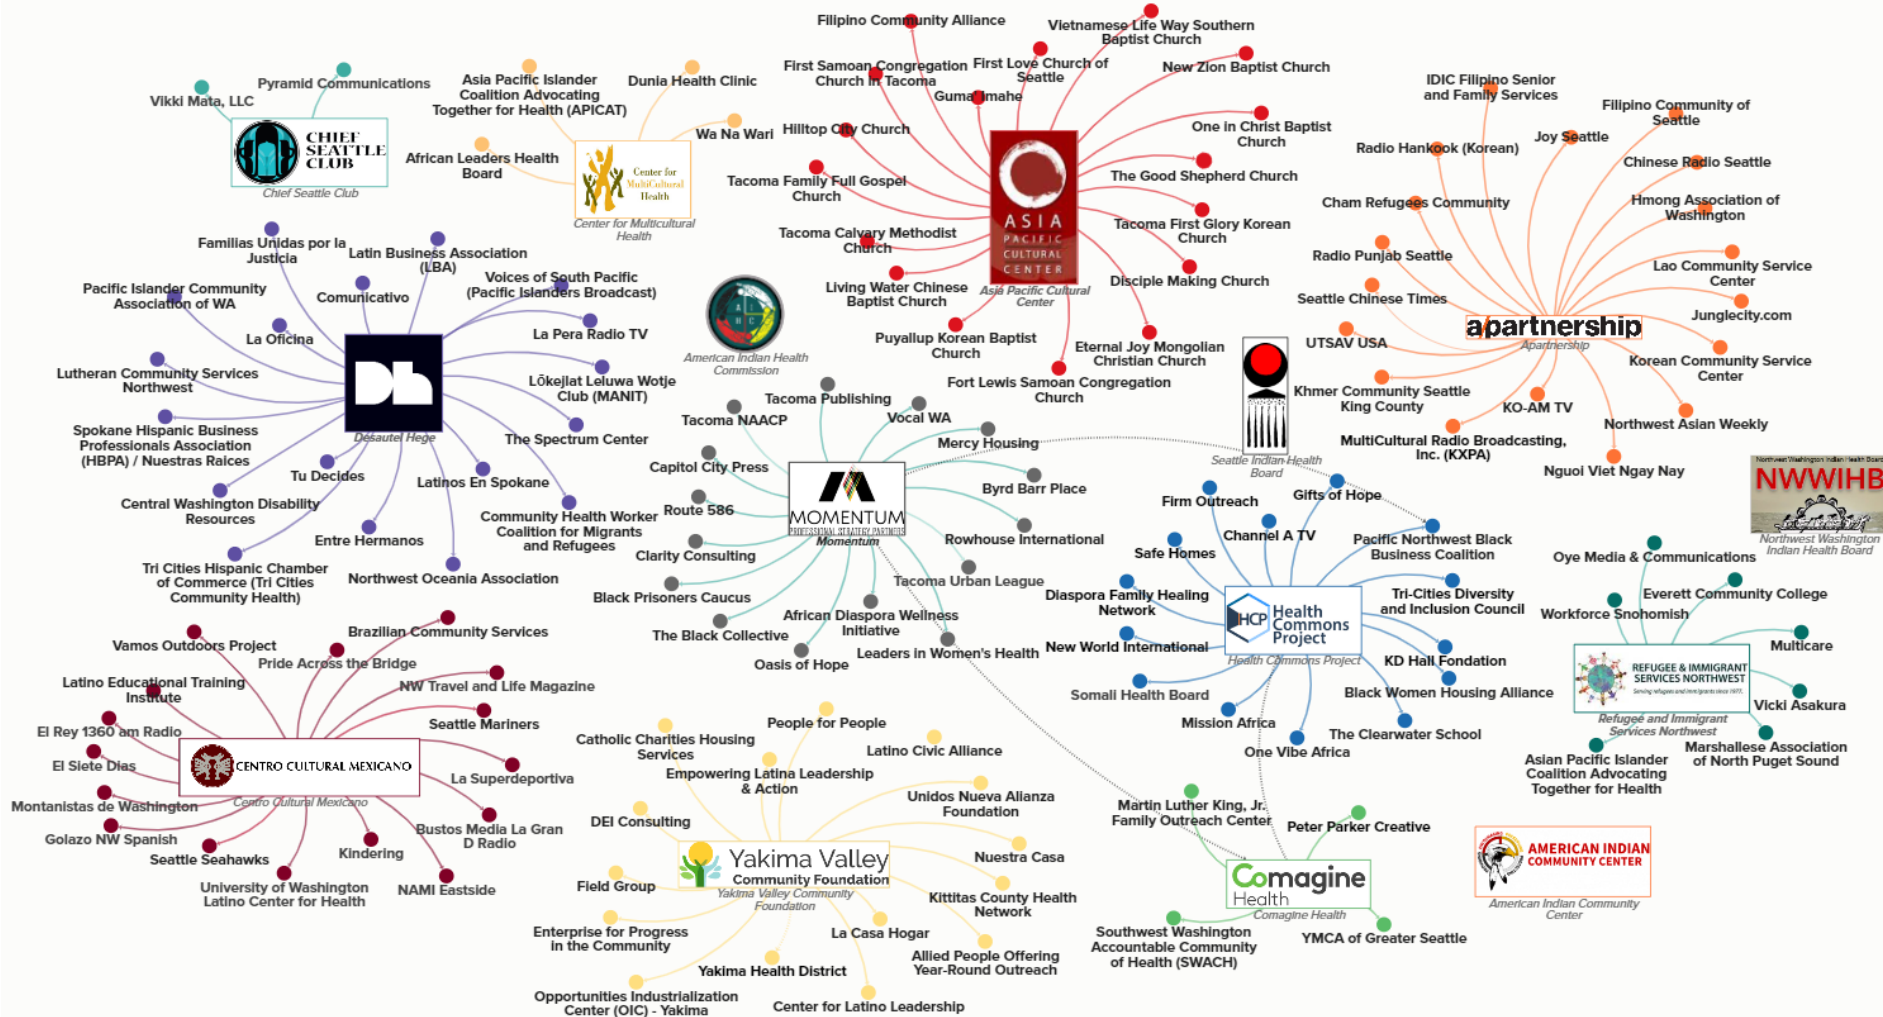 Pyramid Communications
Vikki Mata, LLC
CHIEF
SEATTLE
CLUB
Chief Seattle Club
Asia Pacific Islander
Coalition Advocating
Together for Health (APICAT)
Dunia Health Clinic
Wa Na Wari
African Leaders Health
Board
Center for
MultiCultural
Health
Center for Multicultural
Health
Filipino Community Alliance
Vietnamese Life Way Southern
Baptist Church
First Samoan Congregation
Church in Tacoma
First Love Church of
Seattle
New Zion Baptist Church
Guma' Imahe
Hilltop City Church
One in Christ Baptist
Church
Tacoma Family Full Gospel
Church
The Good Shepherd Church
Tacoma First Glory Korean
Church
Tacoma Calvary Methodist
Church
Disciple Making Church
Living Water Chinese
Baptist Church
Puyallup Korean Baptist
Church
Eternal Joy Mongolian
Christian Church
Fort Lewis Samoan Congregation
Church
ASIA
PACIFIC
CULTURAL
CENTER
Asia Pacific Cultural
Center
IDIC Filipino Senior
and Family Services
Filipino Community of
Seattle
Joy Seattle
Radio Hankook (Korean)
Chinese Radio Seattle
Cham Refugees Community
Hmong Association of
Washington
Radio Punjab Seattle
Lao Community Service
Center
Seattle Chinese Times
Junglecity.com
UTSAV USA
Korean Community Service
Center
Khmer Community Seattle
King County
KO-AM TV
Northwest Asian Weekly
MultiCultural Radio Broadcasting,
Inc. (KXPA)
Nguoi Viet Ngay Nay
apartnership
Apartnership
Familias Unidas por la
Justicia
Latin Business Association
(LBA)
Pacific Islander Community
Association of WA
Comunicativo
Voices of South Pacific
(Pacific Islanders Broadcast)
La Oficina
La Pera Radio TV
Lutheran Community Services
Northwest
Lōkejlat Leluwa Wotje
Club (MANIT)
Spokane Hispanic Business
Professionals Association
(HBPA) / Nuestras Raices
The Spectrum Center
Tu Decides
Latinos En Spokane
Central Washington Disability
Resources
Community Health Worker
Coalition for Migrants
and Refugees
Entre Hermanos
Tri Cities Hispanic Chamber
of Commerce (Tri Cities
Community Health)
Northwest Oceania Association
Dh
Desautel Hege
AIHC
American Indian Health
Commission
Tacoma Publishing
Tacoma NAACP
Vocal WA
Mercy Housing
Capitol City Press
Byrd Barr Place
Route 586
Rowhouse International
Clarity Consulting
Tacoma Urban League
Black Prisoners Caucus
African Diaspora Wellness
Initiative
The Black Collective
Oasis of Hope
Leaders in Women's Health
MOMENTUM
PROFESSIONAL STRATEGY PARTNERS
Momentum
Seattle Indian Health
Board
Northwest Washington Indian Health Board
NWWIHB
Northwest Washington
Indian Health Board
Firm Outreach
Gifts of Hope
Channel A TV
Safe Homes
Pacific Northwest Black
Business Coalition
Diaspora Family Healing
Network
Tri-Cities Diversity
and Inclusion Council
New World International
KD Hall Fondation
Somali Health Board
Black Women Housing Alliance
Mission Africa
The Clearwater School
One Vibe Africa
HCP
Health
Commons
Project
Health Commons Project
Oye Media & Communications
Everett Community College
Workforce Snohomish
Multicare
Vicki Asakura
Marshallese Association
of North Puget Sound
Asian Pacific Islander
Coalition Advocating
Together for Health
REFUGEE & IMMIGRANT
SERVICES NORTHWEST
Serving refugees and immigrants since 1977.
Refugee and Immigrant
Services Northwest
Brazilian Community Services
Vamos Outdoors Project
Pride Across the Bridge
Latino Educational Training
Institute
NW Travel and Life Magazine
El Rey 1360 am Radio
Seattle Mariners
El Siete Dias
La Superdeportiva
Montanistas de Washington
Bustos Media La Gran
D Radio
Golazo NW Spanish
Seattle Seahawks
Kindering
University of Washington
Latino Center for Health
NAMI Eastside
CENTRO CULTURAL MEXICANO
Centro Cultural Mexicano
People for People
Catholic Charities Housing
Services
Latino Civic Alliance
Empowering Latina Leadership
& Action
Unidos Nueva Alianza
Foundation
DEI Consulting
Nuestra Casa
Field Group
Kittitas County Health
Network
Enterprise for Progress
in the Community
La Casa Hogar
Allied People Offering
Year-Round Outreach
Yakima Health District
Opportunities Industrialization
Center (OIC) - Yakima
Center for Latino Leadership
Yakima Valley
Community Foundation
Yakima Valley Community
Foundation
Martin Luther King, Jr.
Family Outreach Center
Peter Parker Creative
Southwest Washington
Accountable Community
of Health (SWACH)
YMCA of Greater Seattle
Comagine
Health
Comagine Health
AMERICAN INDIAN
COMMUNITY CENTER
American Indian Community
Center